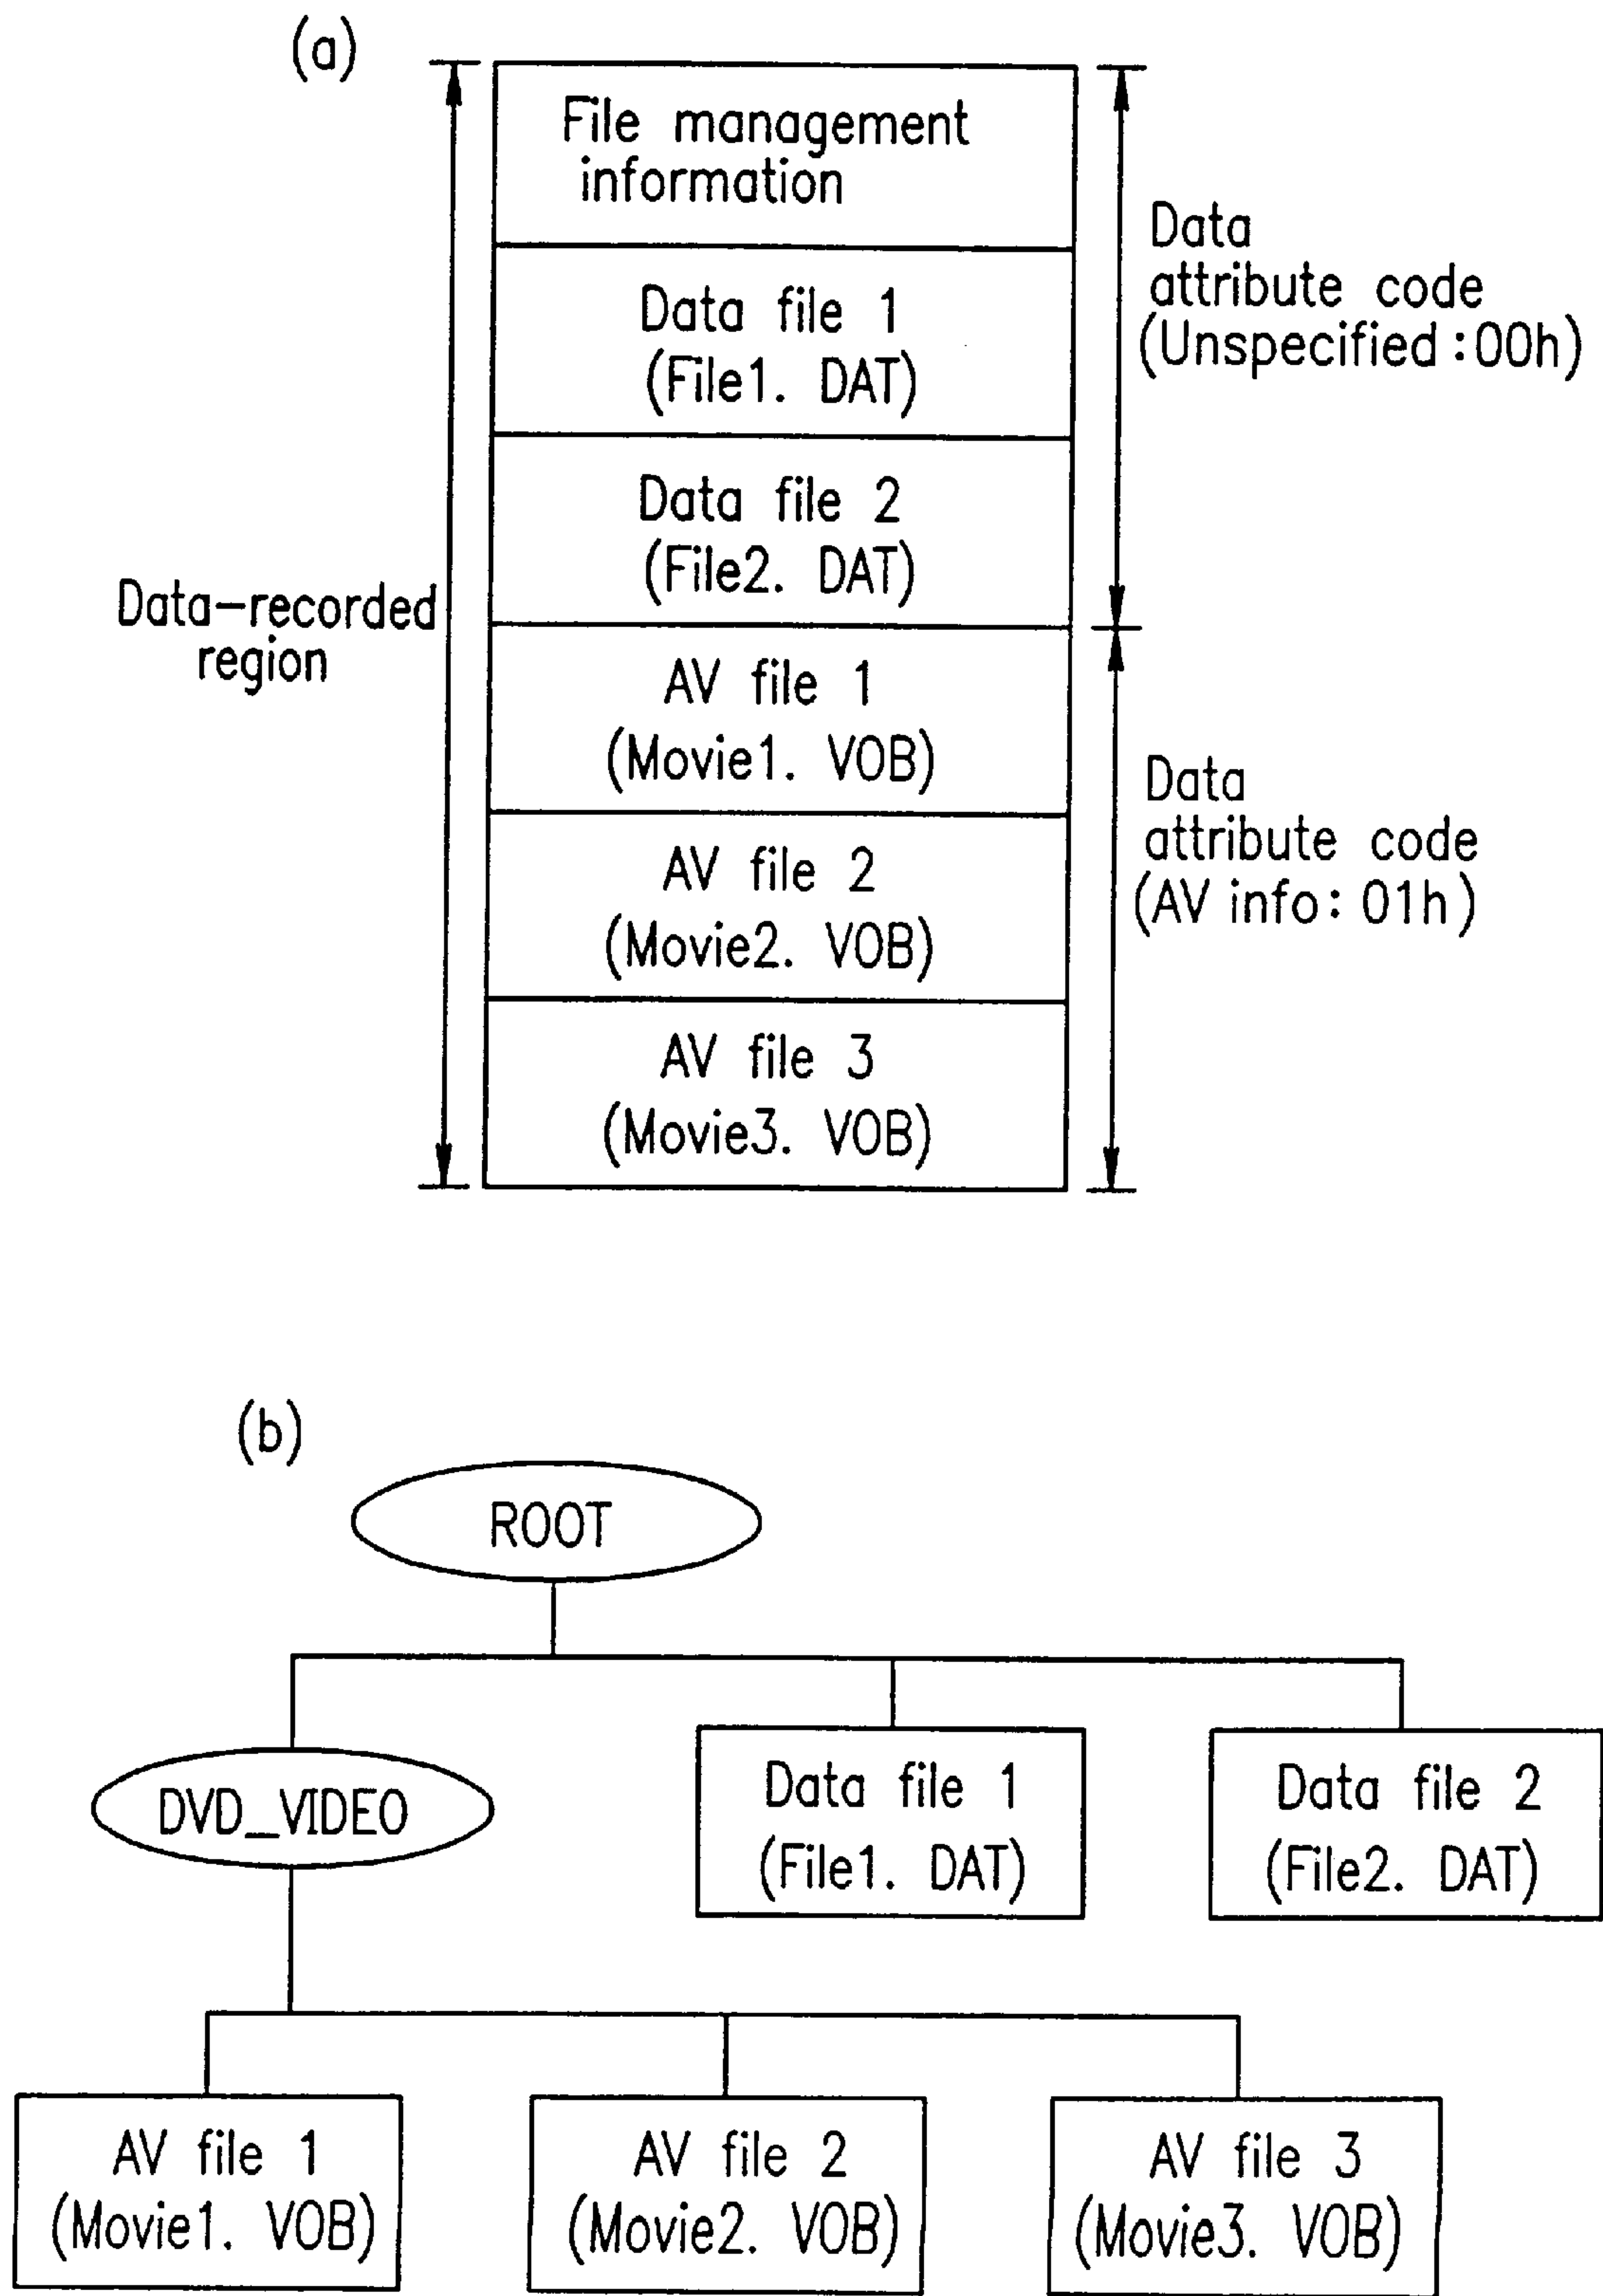 (a)
File management
information
Data file 1
(File1. DAT)
Data file 2
(File2. DAT)
AV file 1
(Movie1. VOB)
AV file 2
(Movie2. VOB)
AV file 3
(Movie3. VOB)
Data-recorded
region
Data
attribute code
(Unspecified :00h)
Data
attribute code
(AV info: 01h)
(b)
ROOT
DVD_VIDEO
Data file 1
(File1. DAT)
Data file 2
(File2. DAT)
AV file 1
(Movie1. VOB)
AV file 2
(Movie2. VOB)
AV file 3
(Movie3. VOB)